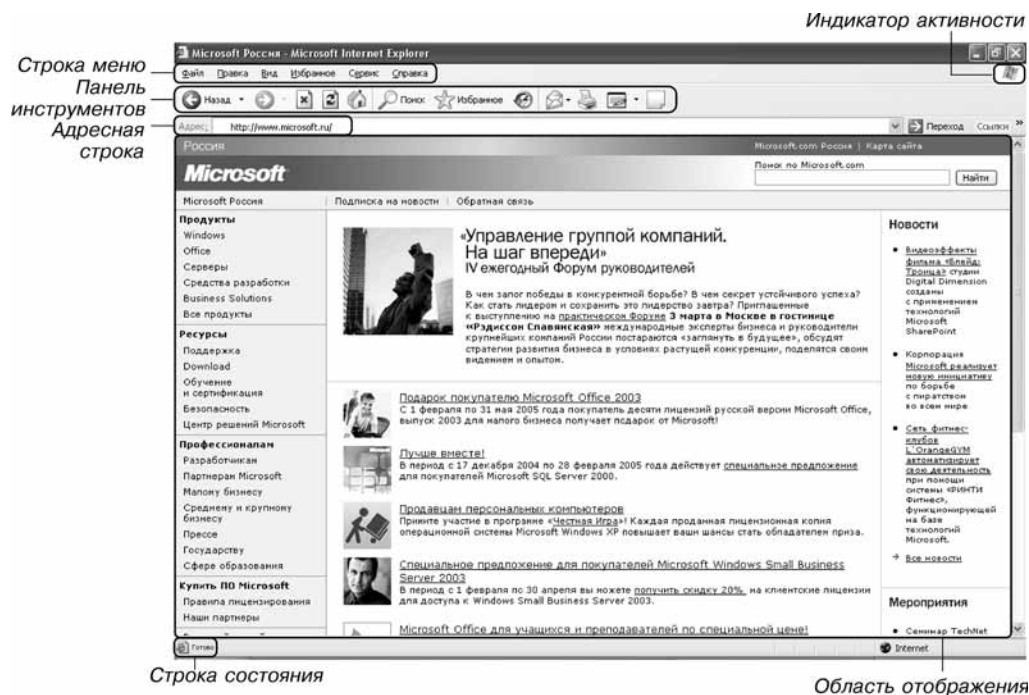 Индикатор активности
Microsoft Россия - Microsoft Internet Explorer
Строка меню
Файл Правка Вид Избранное Сервис Справка
Панель
инструментов
Назад Поиск Избранное
Адресная
строка
Адрес: http://www.microsoft.ru/ Переход Ссылки »
Россия Microsoft.com Россия | Карта сайта
Microsoft
Поиск по Microsoft.com
Найти
Microsoft Россия | Подписка на новости | Обратная связь
Продукты
Windows
Office
Серверы
Средства разработки
Business Solutions
Все продукты
Ресурсы
Поддержка
Download
Обучение
и сертификация
Безопасность
Центр решений Microsoft
Профессионалам
Разработчикам
Партнерам Microsoft
Малому бизнесу
Среднему и крупному
бизнесу
Прессе
Государству
Сфере образования
Купить ПО Microsoft
Правила лицензирования
Наши партнеры
«Управление группой компаний.
На шаг впереди»
IV ежегодный Форум руководителей
В чем залог победы в конкурентной борьбе? В чем секрет устойчивого успеха?
Как стать лидером и сохранить это лидерство завтра? Приглашенные
к выступлению на практическом Форуме 3 марта в Москве в гостинице
«Рэдиссон Славянская» международные эксперты бизнеса и руководители
крупнейших компаний России постараются «заглянуть в будущее», обсудят
стратегии развития бизнеса в условиях растущей конкуренции, поделятся своим
видением и опытом.
Подарок покупателю Microsoft Office 2003
С 1 февраля по 31 мая 2005 года покупатель десяти лицензий русской версии Microsoft Office,
выпуск 2003 для малого бизнеса получает подарок от Microsoft!
Лучше вместе!
В период с 17 декабря 2004 по 28 февраля 2005 года действует специальное предложение
для покупателей Microsoft SQL Server 2000.
Продавцам персональных компьютеров
Примите участие в программе «Честная Игра»! Каждая проданная лицензионная копия
операционной системы Microsoft Windows XP повышает ваши шансы стать обладателем приза.
Специальное предложение для покупателей Microsoft Windows Small Business
Server 2003
В период с 1 февраля по 30 апреля вы можете получить скидку 20% на клиентские лицензии
для доступа к Windows Small Business Server 2003.
Microsoft Office для учащихся и преподавателей по специальной цене!
Новости
Видеоэффекты
фильма «Блейд:
Троица» студии
Digital Dimension
созданы
с применением
технологий
Microsoft
SharePoint
Корпорация
Microsoft реализует
новую инициативу
по борьбе
с пиратством
во всем мире
Сеть фитнес-
клубов
L`OrangeGYM
автоматизирует
свою деятельность
при помощи
системы «РИНТИ
Фитнес»,
функционирующей
на базе
технологий
Microsoft.
Все новости
Мероприятия
Семинар TechNet
Готово Internet
Строка состояния
Область отображения